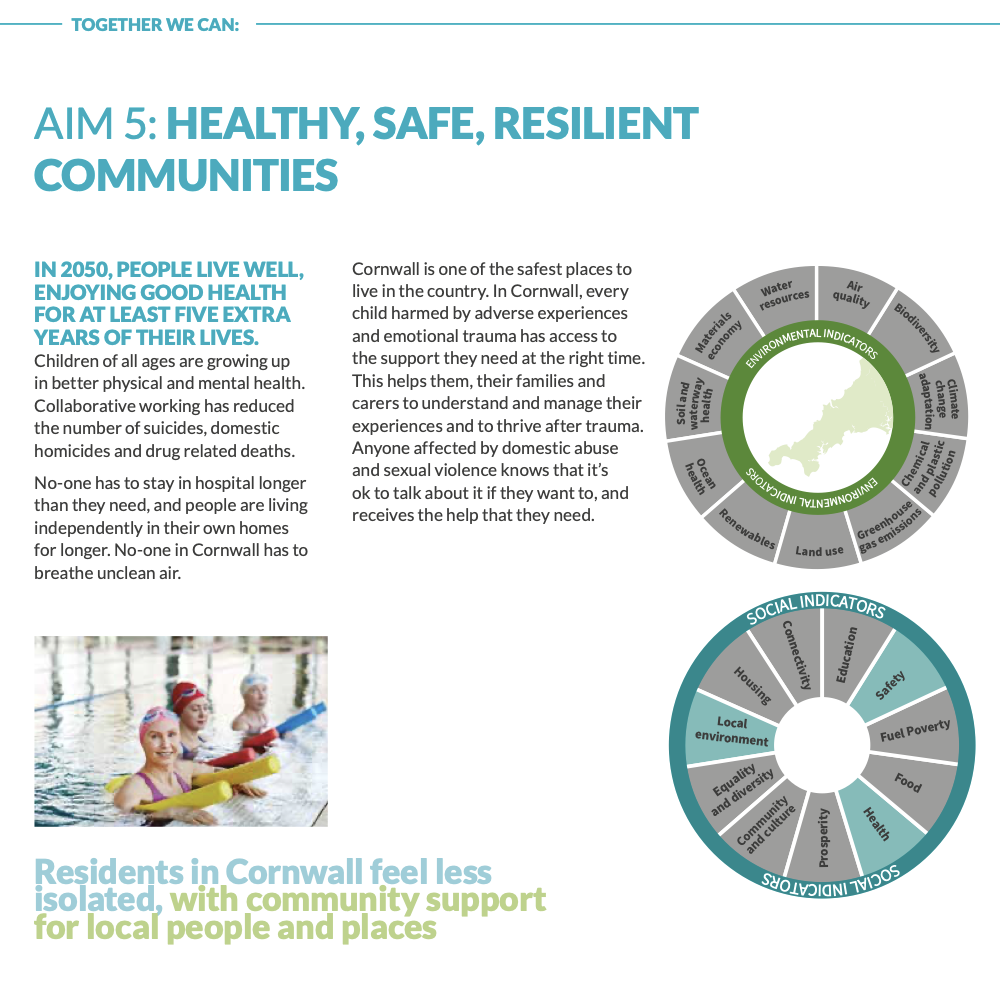 TOGETHER WE CAN:
AIM 5: HEALTHY, SAFE, RESILIENT
COMMUNITIES
IN 2050, PEOPLE LIVE WELL,
ENJOYING GOOD HEALTH
FOR AT LEAST FIVE EXTRA
YEARS OF THEIR LIVES.
Children of all ages are growing up
in better physical and mental health.
Collaborative working has reduced
the number of suicides, domestic
homicides and drug related deaths.
No-one has to stay in hospital longer
than they need, and people are living
independently in their own homes
for longer. No-one in Cornwall has to
breathe unclean air.
Cornwall is one of the safest places to
live in the country. In Cornwall, every
child harmed by adverse experiences
and emotional trauma has access to
the support they need at the right time.
This helps them, their families and
carers to understand and manage their
experiences and to thrive after trauma.
Anyone affected by domestic abuse
and sexual violence knows that it's
ok to talk about it if they want to, and
receives the help that they need.
ENVIRONMENTAL INDICATORS
Air
quality
Biodiversity
Climate
change
adaptation
Chemical
and plastic
pollution
Greenhouse
gas emissions
Land use
Renewables
Ocean
health
Soil and
waterway
health
Materials
economy
Water
resources
ENVIRONMENTAL INDICATORS
SOCIAL INDICATORS
Education
Safety
Fuel Poverty
Food
Health
Prosperity
Community
and culture
Equality
and diversity
Local
environment
Housing
Connectivity
SOCIAL INDICATORS
Residents in Cornwall feel less
isolated, with community support
for local people and places